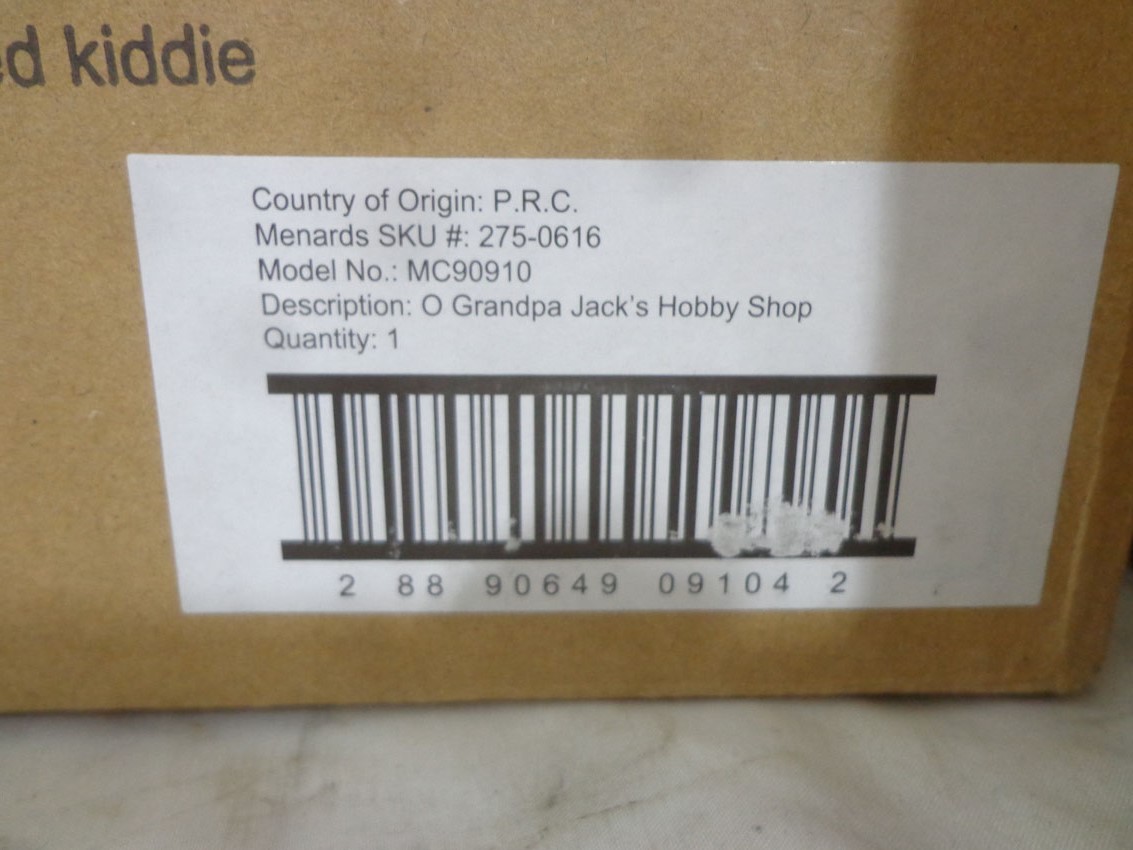 kiddie
Country of Origin: P.R.C.
Menards SKU #: 275-0616
Model No.: MC90910
Description: O Grandpa Jack's Hobby Shop
Quantity: 1
2 88 90649 09104 2